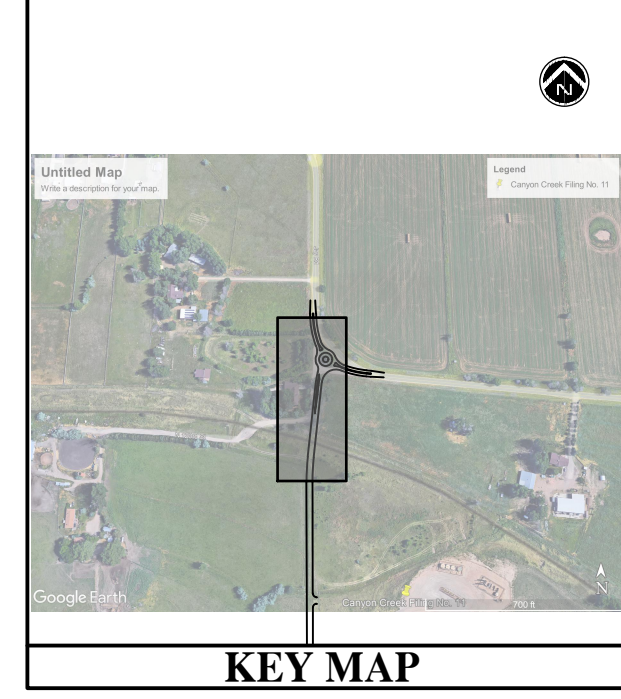 N
Untitled Map
Write a description for your map.
Legend
Canyon Creek Filing No. 11
N
Google Earth
Canyon Creek Filing No. 11
700 ft
KEY MAP